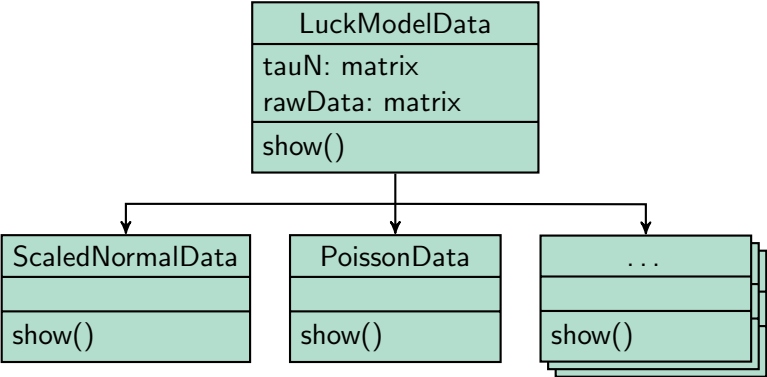 LuckModelData
tauN: matrix
rawData: matrix
show()
ScaledNormalData
show()
PoissonData
show()
...
show()